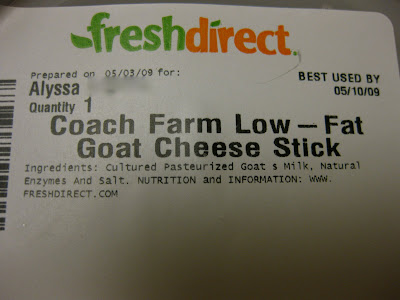 freshdirect.
Prepared on 05/03/09 for:
Alyssa
BEST USED BY
05/10/09
Quantity 1
Coach Farm Low-Fat
Goat Cheese Stick
Ingredients: Cultured Pasteurized Goat s Milk, Natural
Enzymes And Salt. NUTRITION and INFORMATION: WWW.
FRESHDIRECT.COM